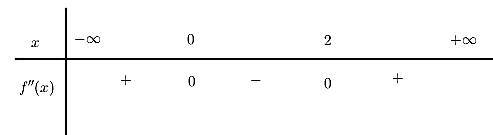 x −∞ 0 2 +∞
f″(x) + 0 − 0 +